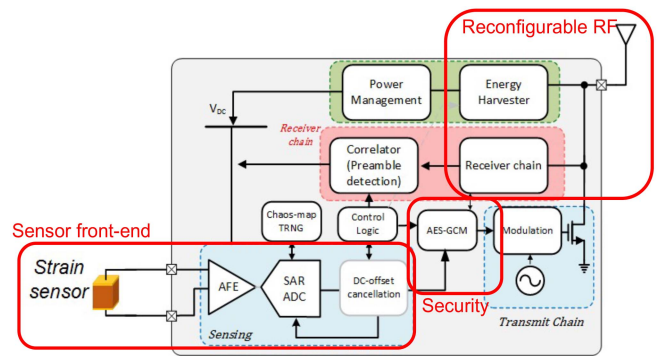 Reconfigurable RF
Power
Management
Energy
Harvester
VDC
Receiver
chain
Correlator
(Preamble
detection)
Receiver chain
Chaos-map
TRNG
Control
Logic
AES-GCM
Modulation
Sensor front-end
Strain
sensor
AFE
SAR
ADC
DC-offset
cancellation
Security
Sensing
Transmit Chain